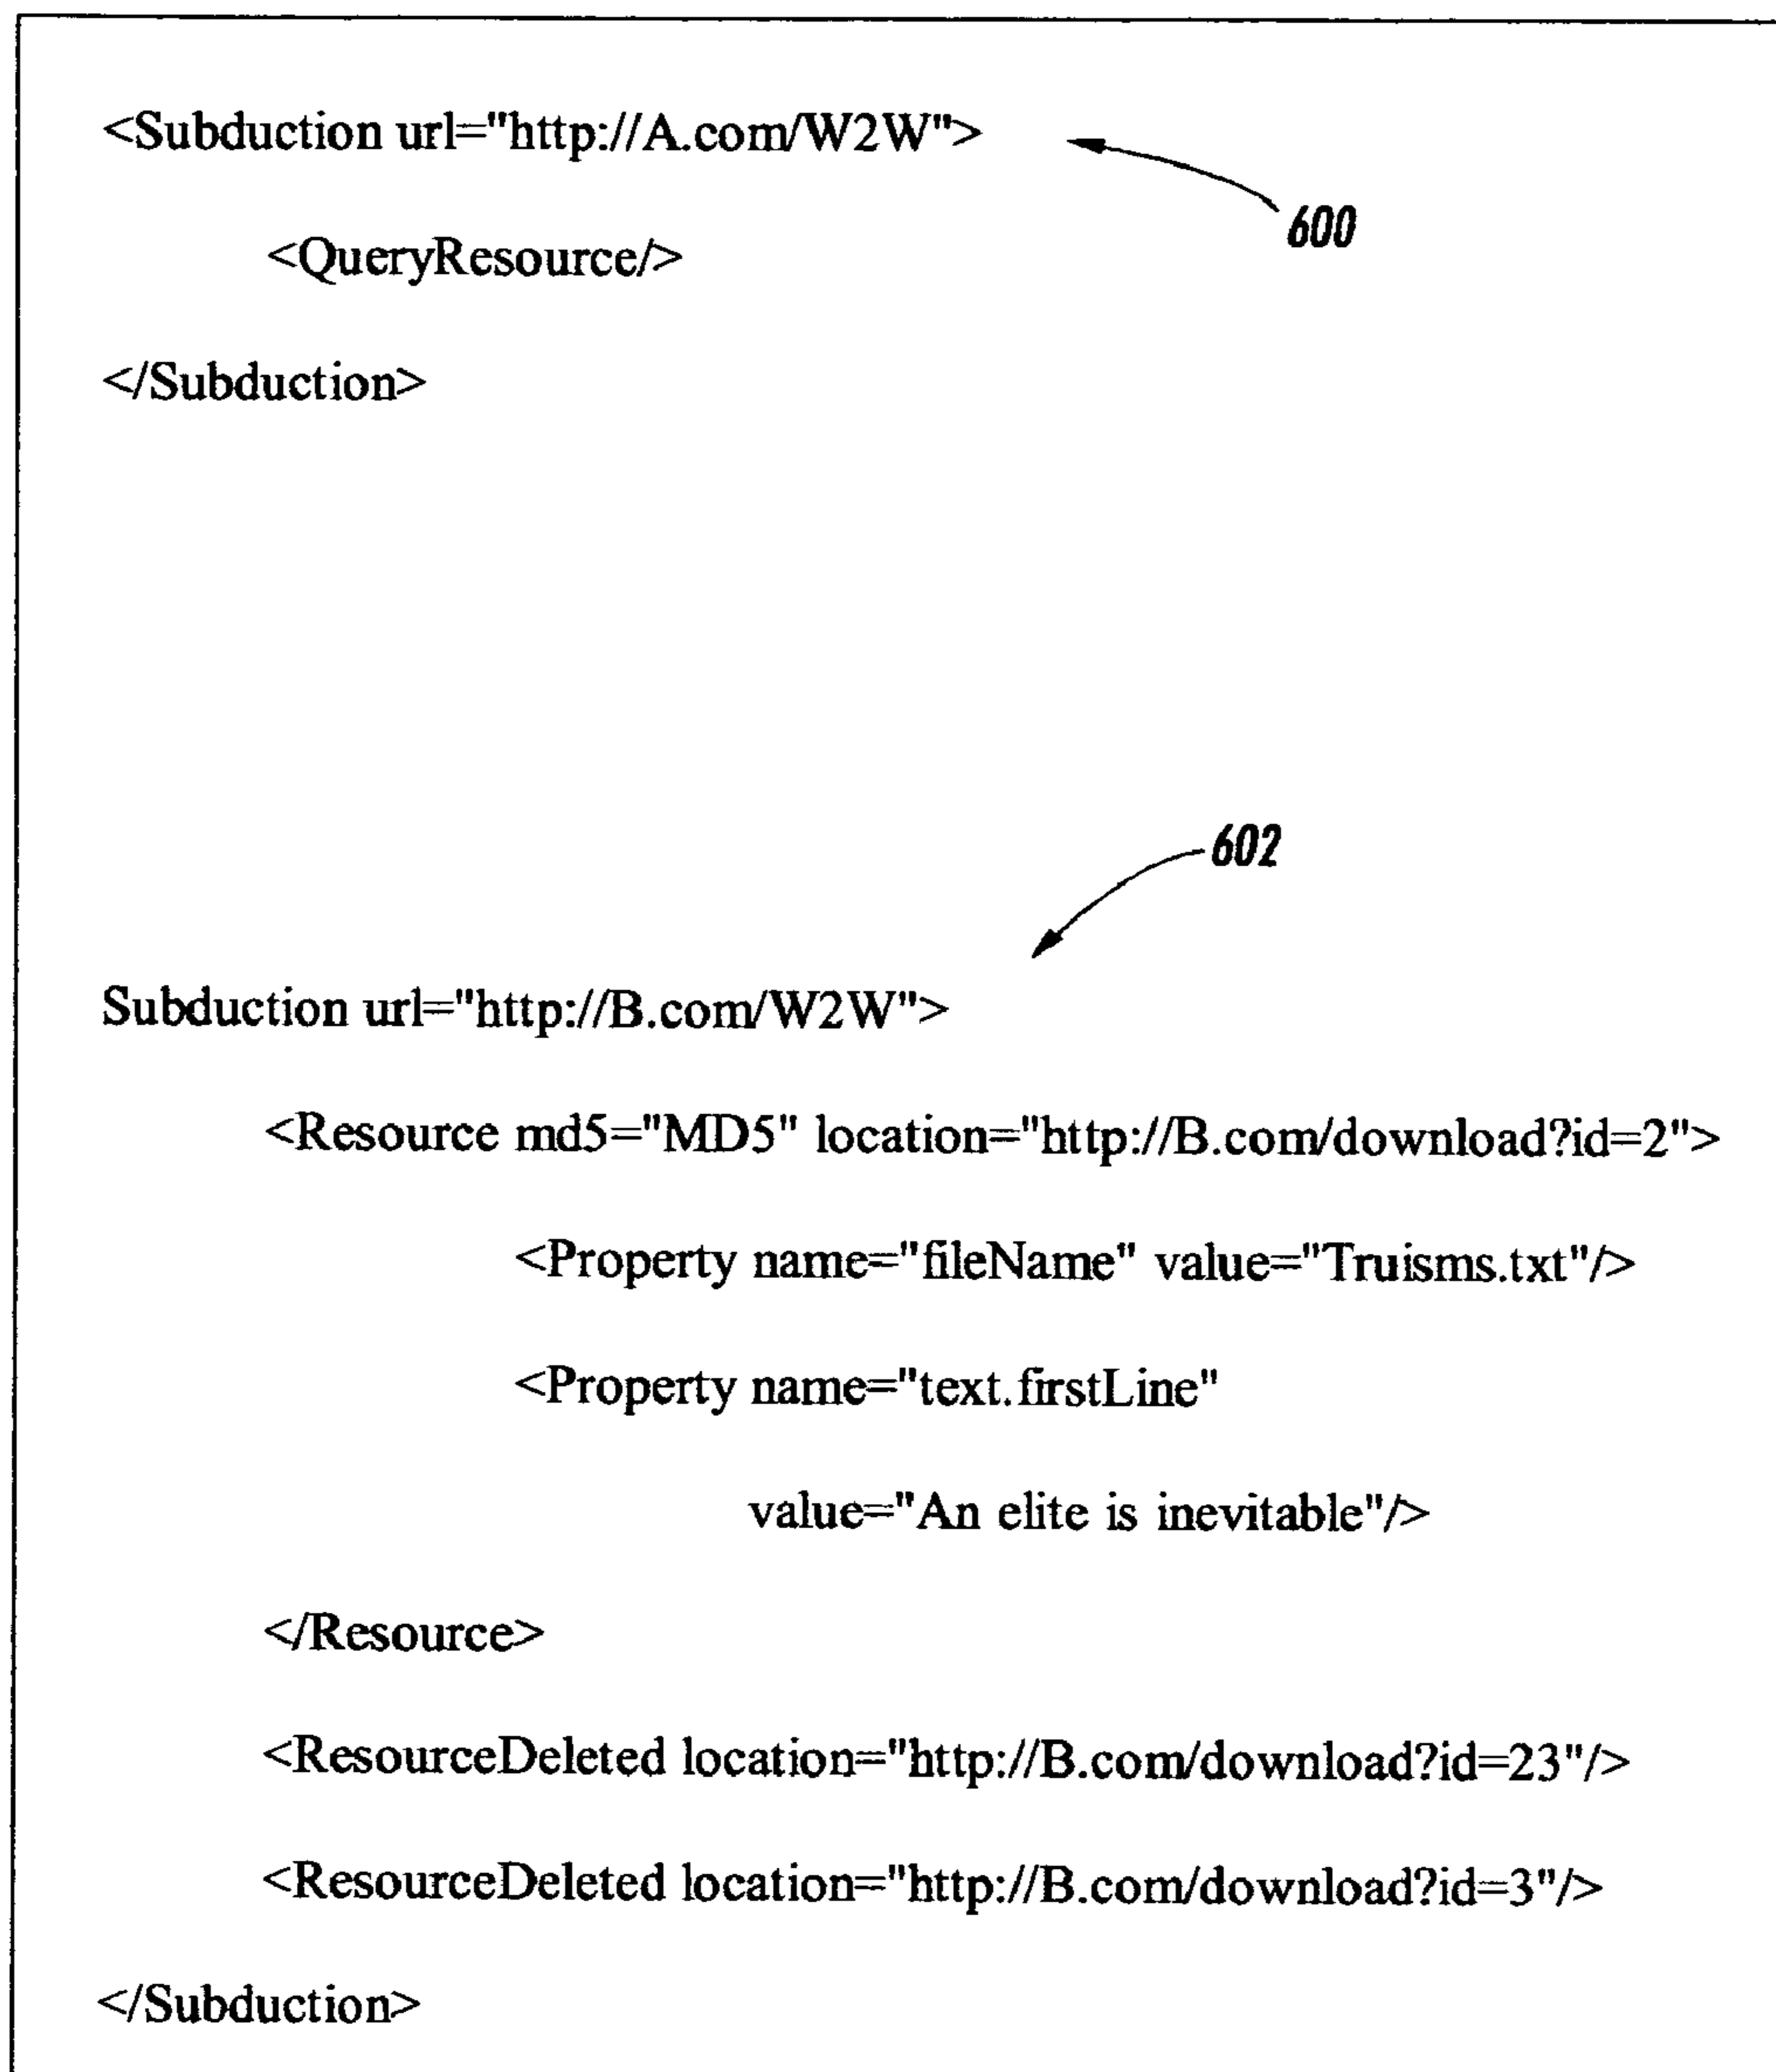 <Subduction url="http://A.com/W2W">
600
<QueryResource/>
</Subduction>
602
Subduction url="http://B.com/W2W">
<Resource md5="MD5" location="http://B.com/download?id=2">
<Property name="fileName" value="Truisms.txt"/>
<Property name="text.firstLine"
value="An elite is inevitable"/>
</Resource>
<ResourceDeleted location="http://B.com/download?id=23"/>
<ResourceDeleted location="http://B.com/download?id=3"/>
</Subduction>